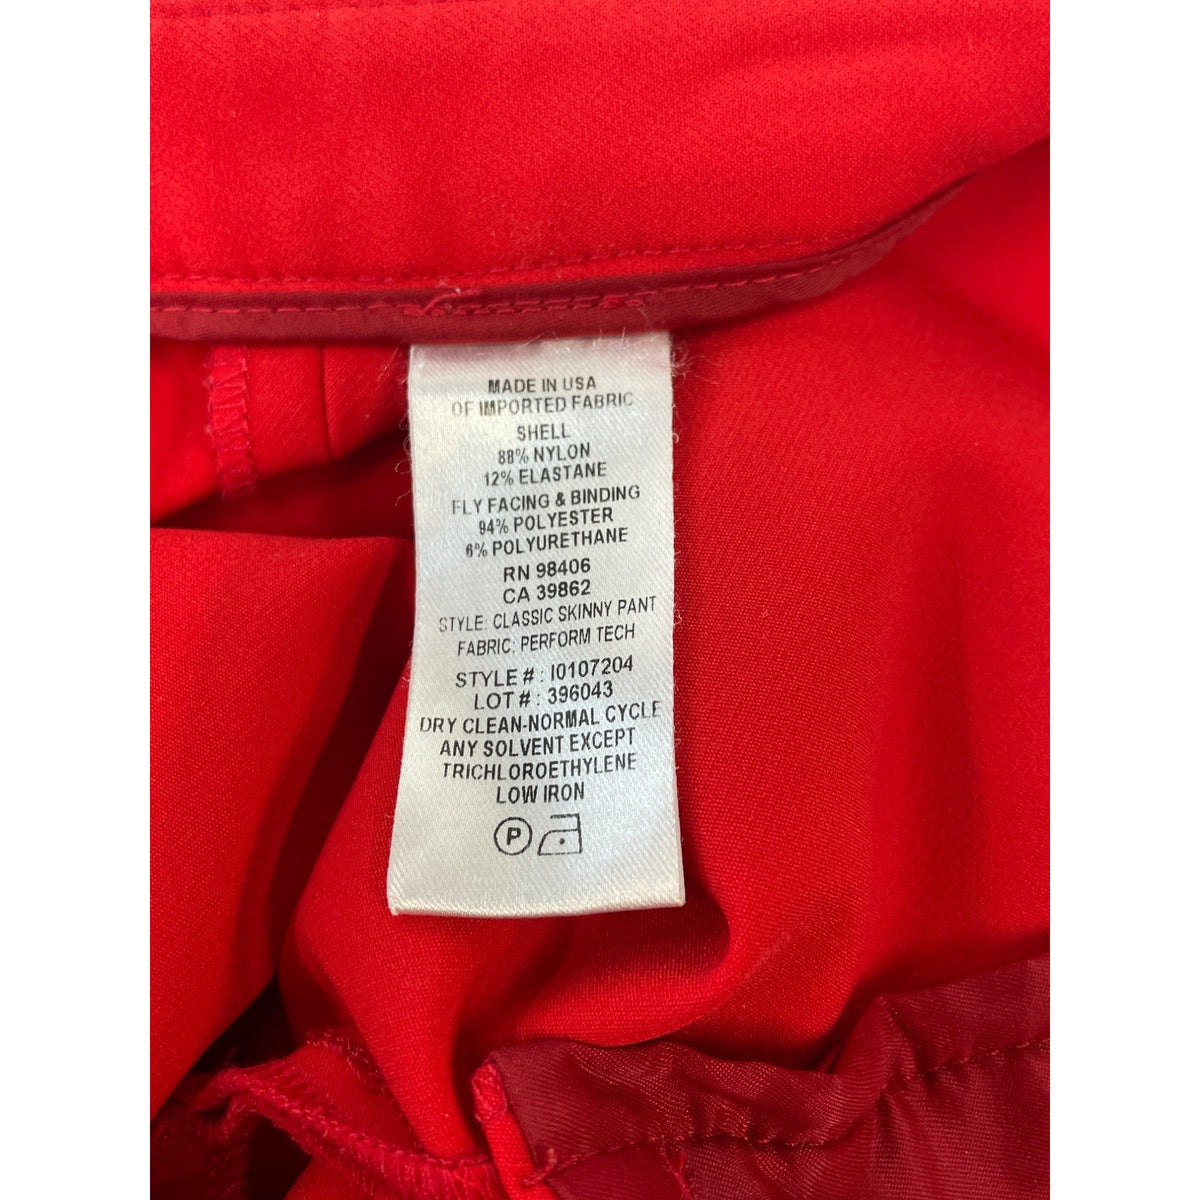 MADE IN USA
OF IMPORTED FABRIC
SHELL
88% NYLON
12% ELASTANE
FLY FACING & BINDING
94% POLYESTER
6% POLYURETHANE
RN 98406
CA 39862
STYLE: CLASSIC SKINNY PANT
FABRIC: PERFORM TECH
STYLE # : I0107204
LOT # : 396043
DRY CLEAN-NORMAL CYCLE
ANY SOLVENT EXCEPT
TRICHLOROETHYLENE
LOW IRON
P